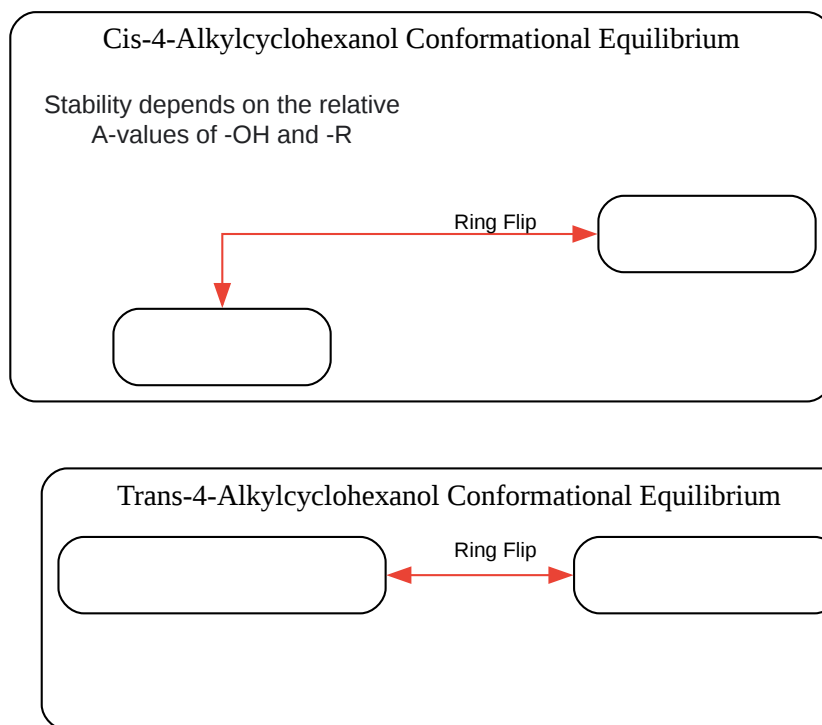 Cis-4-Alkylcyclohexanol Conformational Equilibrium
Stability depends on the relative
A-values of -OH and -R
Ring Flip
Trans-4-Alkylcyclohexanol Conformational Equilibrium
Ring Flip